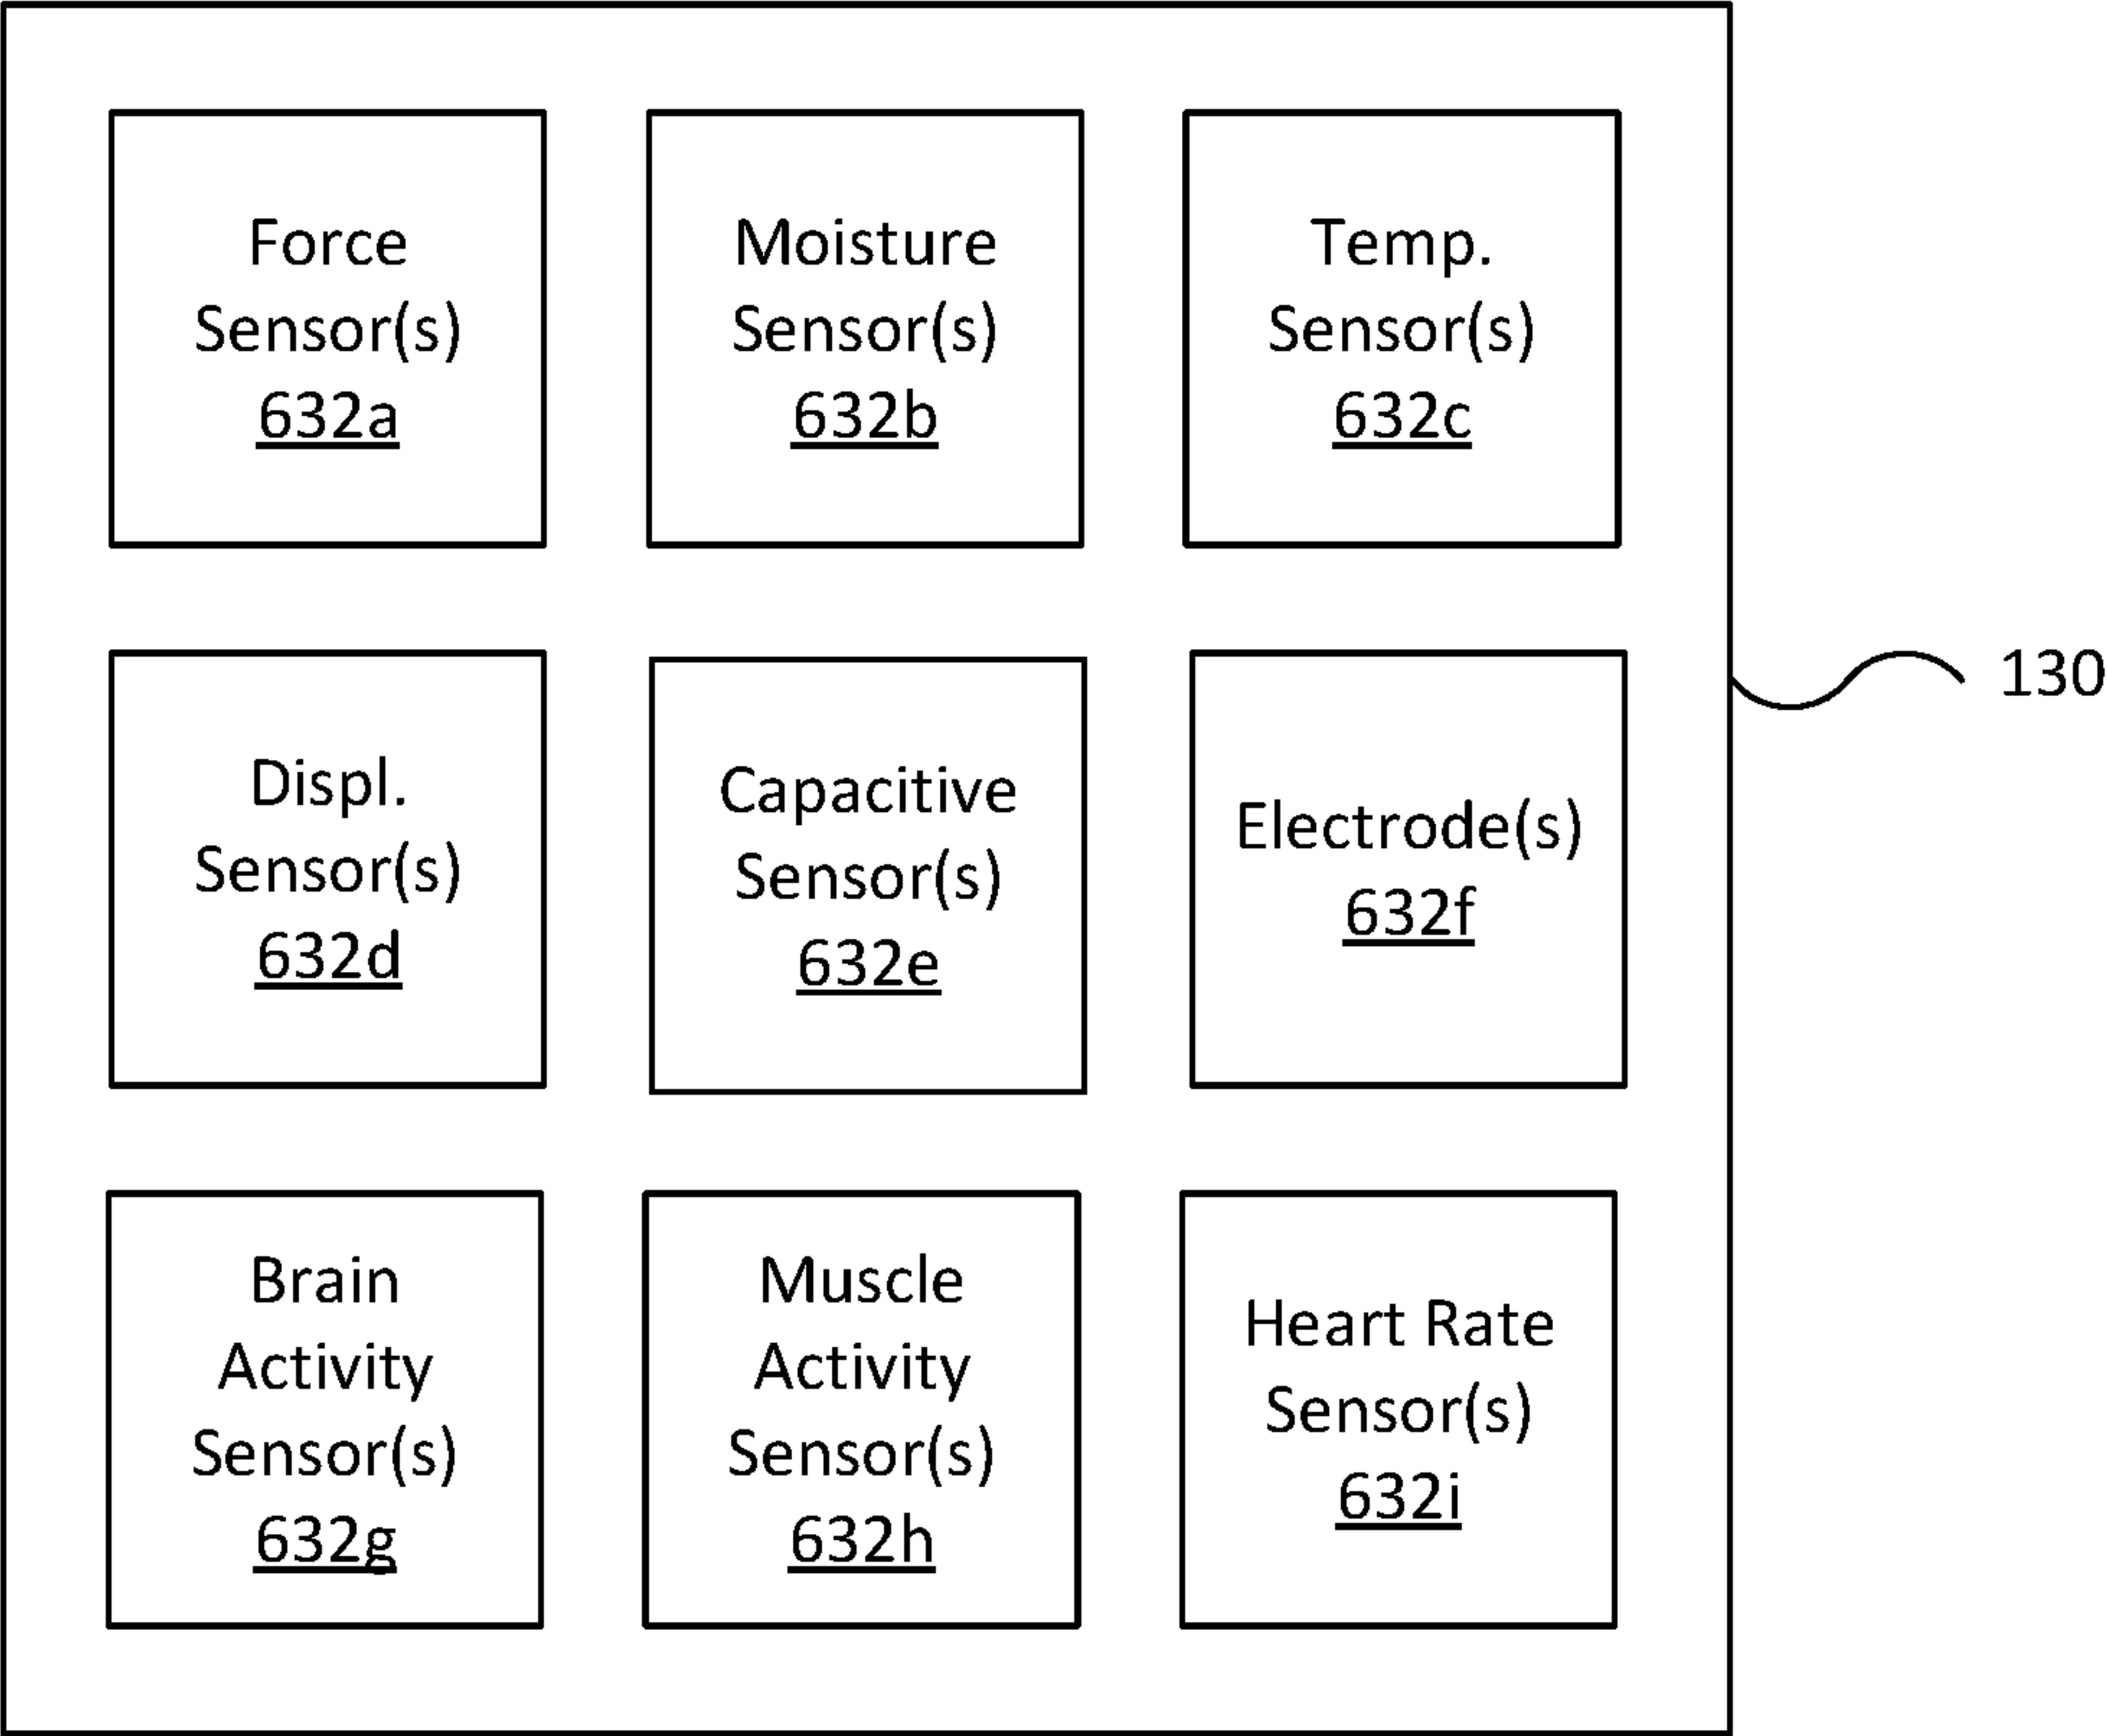 Force
Sensor(s)
632a
Moisture
Sensor(s)
632b
Temp.
Sensor(s)
632c
Displ.
Sensor(s)
632d
Capacitive
Sensor(s)
632e
Electrode(s)
632f
130
Brain
Activity
Sensor(s)
632g
Muscle
Activity
Sensor(s)
632h
Heart Rate
Sensor(s)
632i